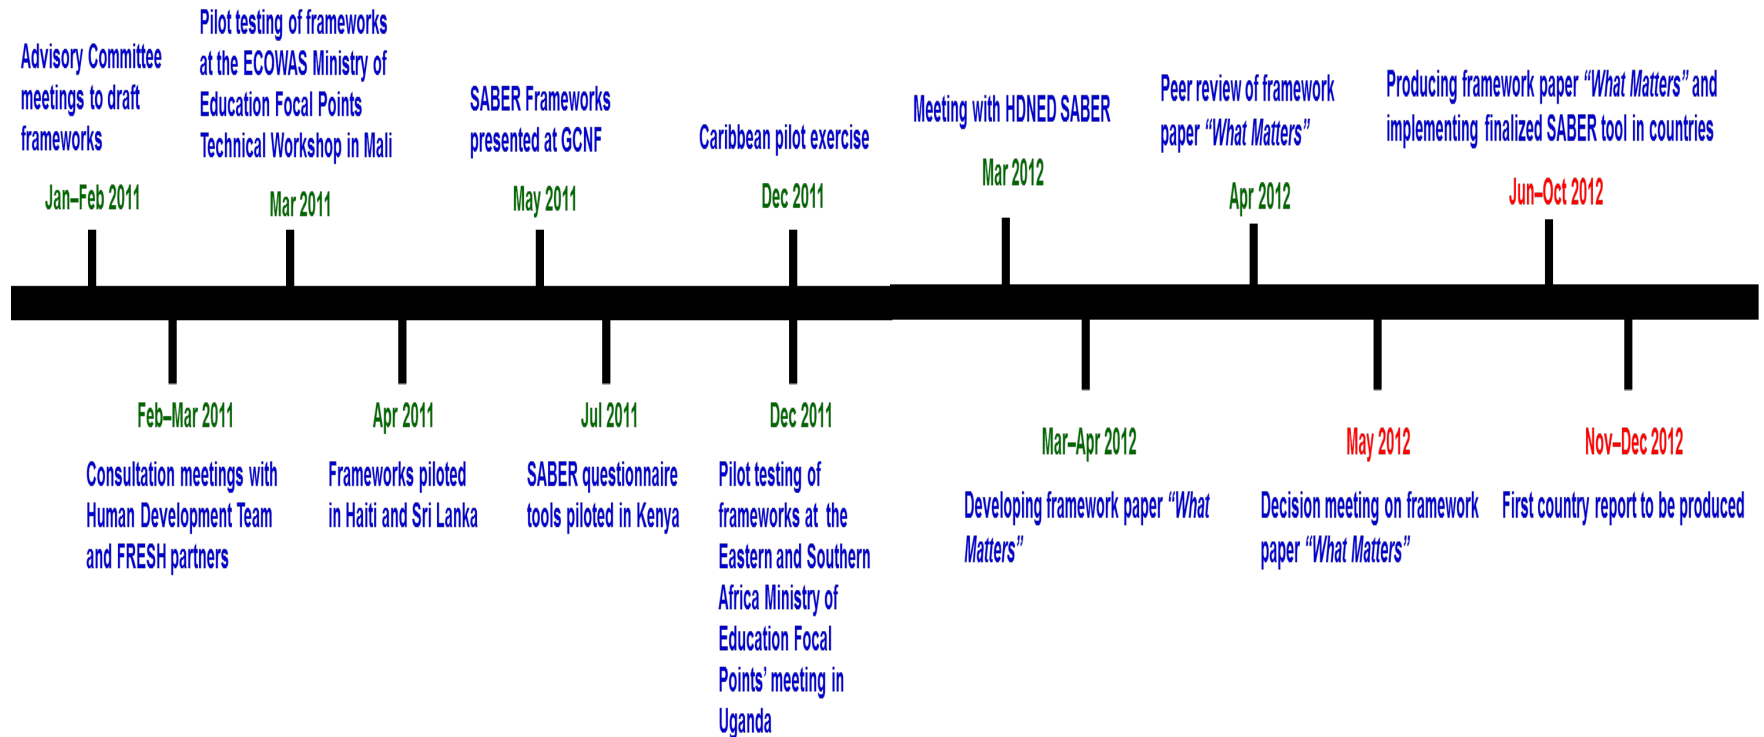 Advisory Committee
meetings to draft
frameworks
Jan–Feb 2011
Pilot testing of frameworks
at the ECOWAS Ministry of
Education Focal Points
Technical Workshop in Mali
Mar 2011
SABER Frameworks
presented at GCNF
May 2011
Caribbean pilot exercise
Dec 2011
Meeting with HDNED SABER
Mar 2012
Peer review of framework
paper “What Matters”
Apr 2012
Producing framework paper “What Matters” and
implementing finalized SABER tool in countries
Jun–Oct 2012
Feb–Mar 2011
Consultation meetings with
Human Development Team
and FRESH partners
Apr 2011
Frameworks piloted
in Haiti and Sri Lanka
Jul 2011
SABER questionnaire
tools piloted in Kenya
Dec 2011
Pilot testing of
frameworks at the
Eastern and Southern
Africa Ministry of
Education Focal
Points’ meeting in
Uganda
Mar–Apr 2012
Developing framework paper “What
Matters”
May 2012
Decision meeting on framework
paper “What Matters”
Nov–Dec 2012
First country report to be produced